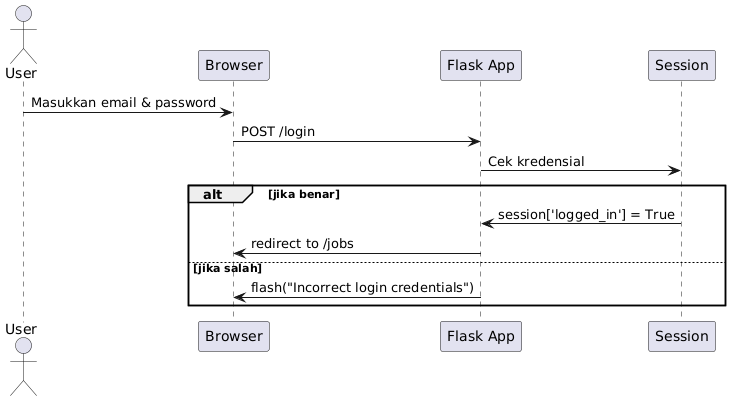 User
Browser
Flask App
Session
Masukkan email & password
POST /login
Cek kredensial
alt
[jika benar]
session['logged_in'] = True
redirect to /jobs
[jika salah]
flash("Incorrect login credentials")
User
Browser
Flask App
Session